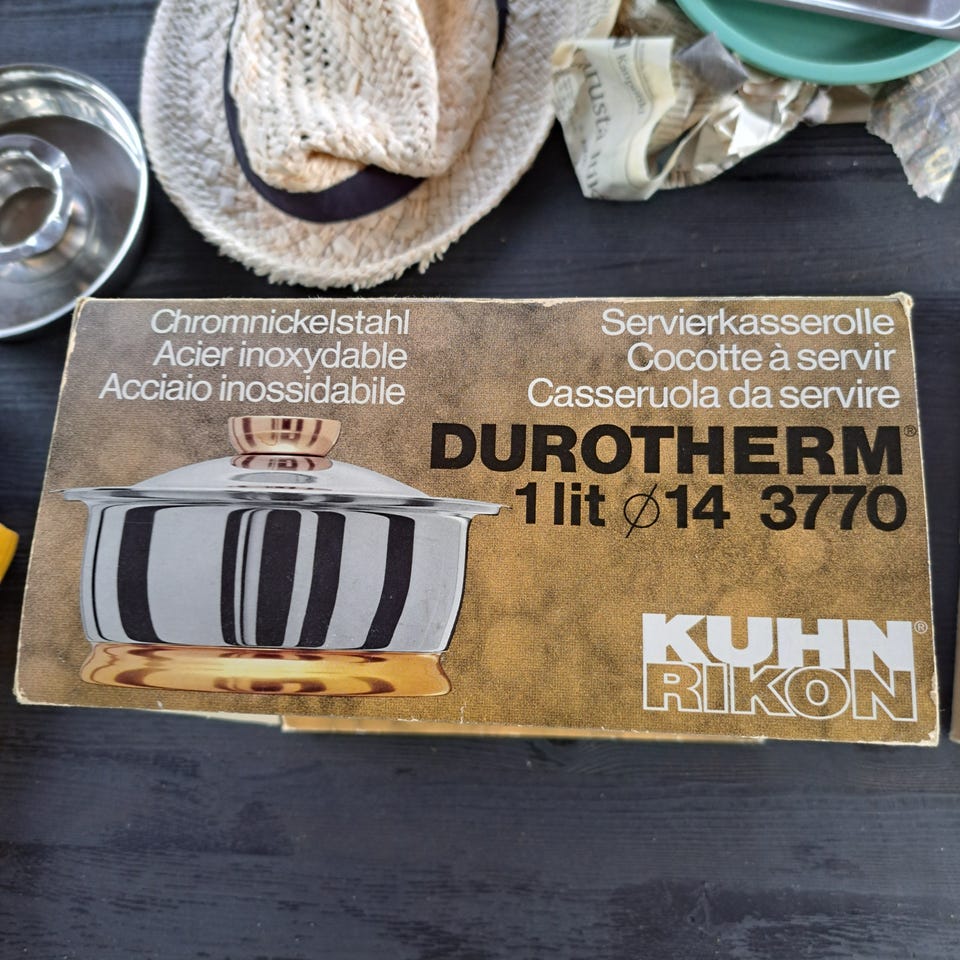 Chromnickelstahl
Acier inoxydable
Acciaio inossidabile
Servierkasserolle
Cocotte à servir
Casseruola da servire
DUROTHERM®
1 lit ⌀14 3770
KUHN®
RIKON